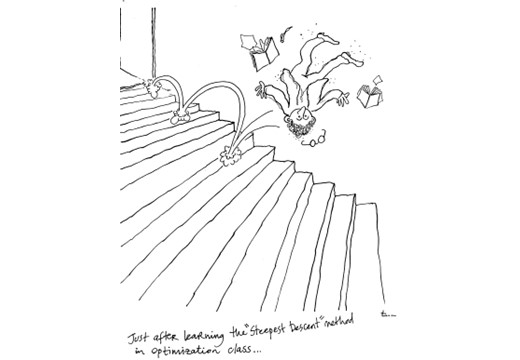 Just after learning the "Steepest Descent" method
in optimization class...